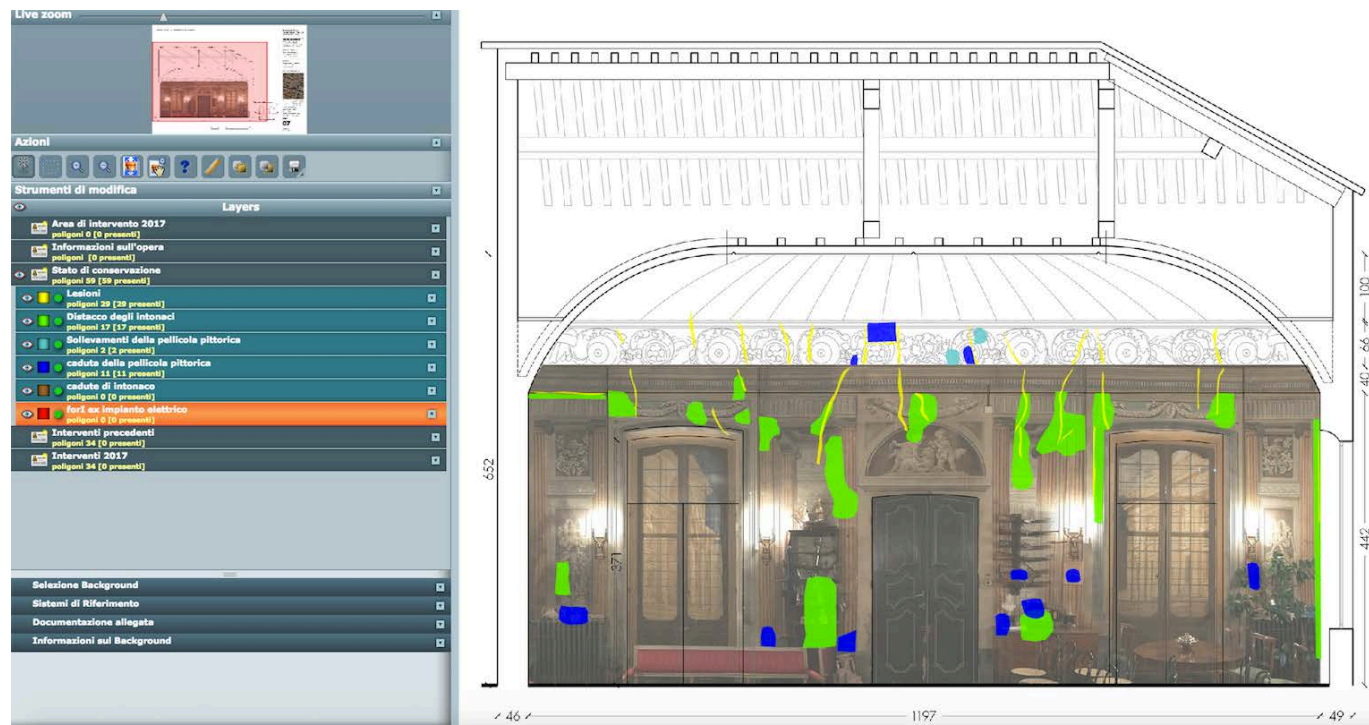 Live zoom
07
Azioni
?
Strumenti di modifica
Layers
Area di intervento 2017
poligoni 0 [0 presenti]
Informazioni sull'opera
poligoni [0 presenti]
Stato di conservazione
poligoni 59 [59 presenti]
Lesioni
poligoni 29 [29 presenti]
Distacco degli intonaci
poligoni 17 [17 presenti]
Sollevamenti della pellicola pittorica
poligoni 2 [2 presenti]
caduta della pellicola pittorica
poligoni 11 [11 presenti]
cadute di intonaco
poligoni 0 [0 presenti]
forI ex impianto elettrico
poligoni 0 [0 presenti]
Interventi precedenti
poligoni 34 [0 presenti]
Interventi 2017
poligoni 34 [0 presenti]
Selezione Background
Sistemi di Riferimento
Documentazione allegata
Informazioni sul Background
652
371
100
66
40
442
46
1197
49